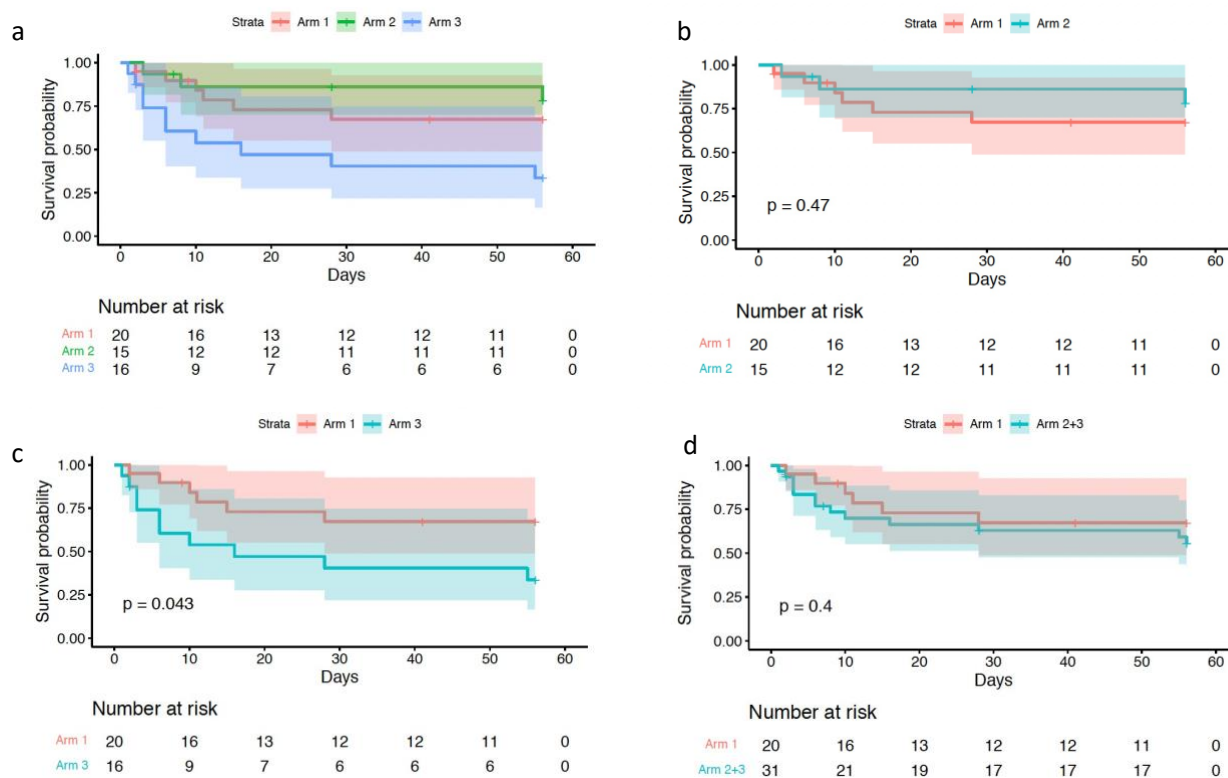 a
Strata Arm 1 Arm 2 Arm 3
Survival probability
1.00
0.75
0.50
0.25
0.00
0 10 20 30 40 50 60
Days
Number at risk
Arm 1 20 16 13 12 12 11 0
Arm 2 15 12 12 11 11 11 0
Arm 3 16 9 7 6 6 6 0
b
Strata Arm 1 Arm 2
Survival probability
1.00
0.75
0.50
0.25
0.00
p = 0.47
0 10 20 30 40 50 60
Days
Number at risk
Arm 1 20 16 13 12 12 11 0
Arm 2 15 12 12 11 11 11 0
c
Strata Arm 1 Arm 3
Survival probability
1.00
0.75
0.50
0.25
0.00
p = 0.043
0 10 20 30 40 50 60
Days
Number at risk
Arm 1 20 16 13 12 12 11 0
Arm 3 16 9 7 6 6 6 0
d
Strata Arm 1 Arm 2+3
Survival probability
1.00
0.75
0.50
0.25
0.00
p = 0.4
0 10 20 30 40 50 60
Days
Number at risk
Arm 1 20 16 13 12 12 11 0
Arm 2+3 31 21 19 17 17 17 0